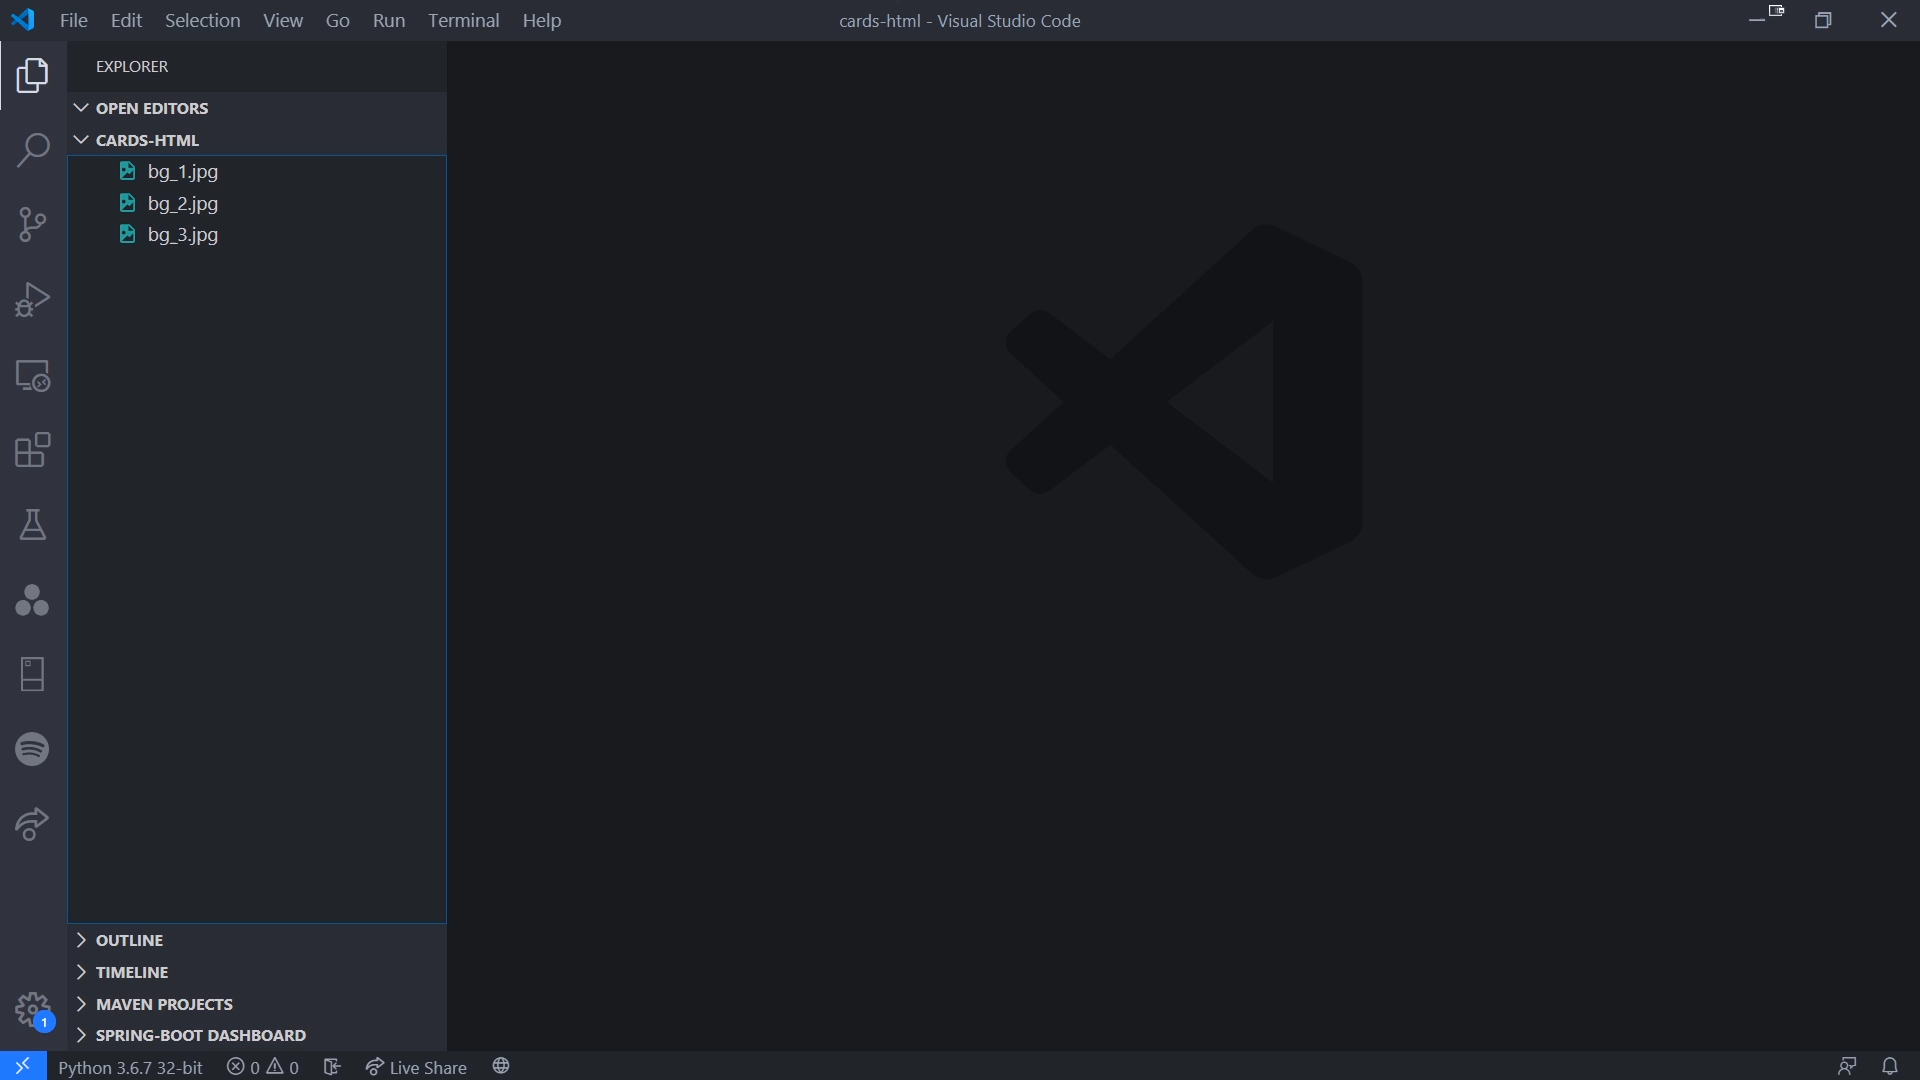 File Edit Selection View Go Run Terminal Help cards-html - Visual Studio Code
EXPLORER
OPEN EDITORS
CARDS-HTML
bg_1.jpg
bg_2.jpg
bg_3.jpg
OUTLINE
TIMELINE
MAVEN PROJECTS
1
SPRING-BOOT DASHBOARD
Python 3.6.7 32-bit 0 0 Live Share